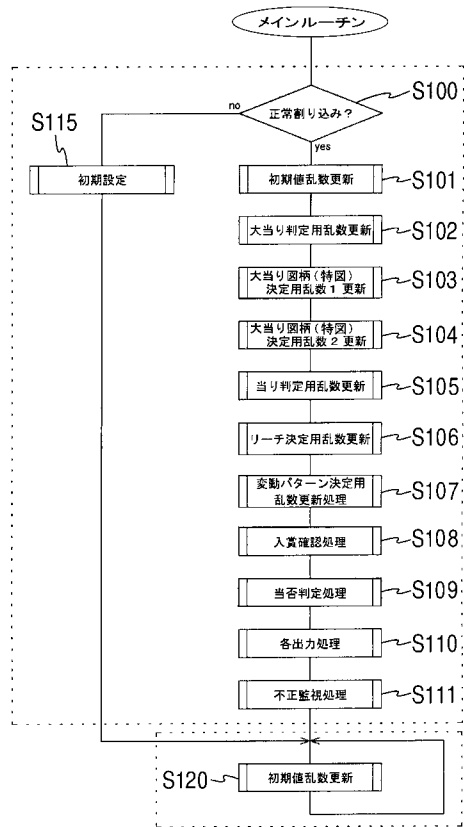 メインルーチン
S100
正常割り込み?
no
yes
S115
初期設定
初期値乱数更新
S101
大当り判定用乱数更新
S102
大当り図柄(特図)
決定用乱数1 更新
S103
大当り図柄(特図)
決定用乱数2 更新
S104
当り判定用乱数更新
S105
リーチ決定用乱数更新
S106
変動パターン決定用
乱数更新処理
S107
入賞確認処理
S108
当否判定処理
S109
各出力処理
S110
不正監視処理
S111
S120
初期値乱数更新